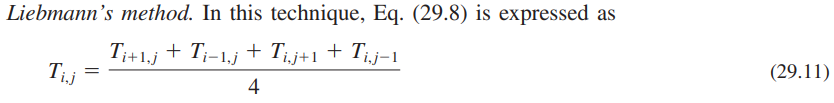 Liebmann's method. In this technique, Eq. (29.8) is expressed as
T_{i,j} = \frac{T_{i+1,j} + T_{i-1,j} + T_{i,j+1} + T_{i,j-1}}{4} (29.11)